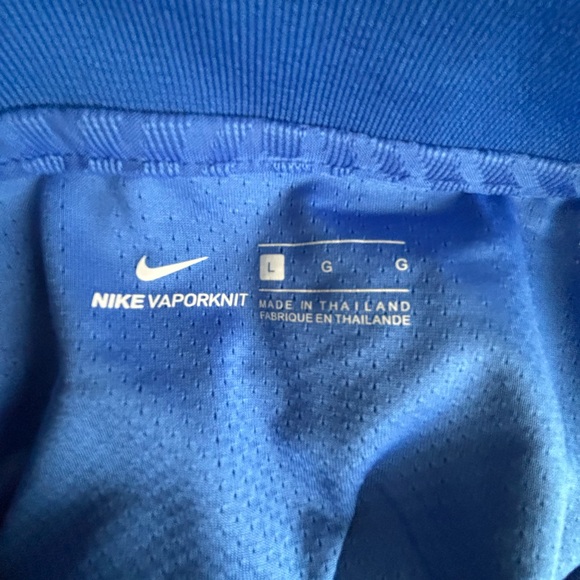 NIKE VAPORKNIT
L G G
MADE IN THAILAND
FABRIQUE EN THAILANDE